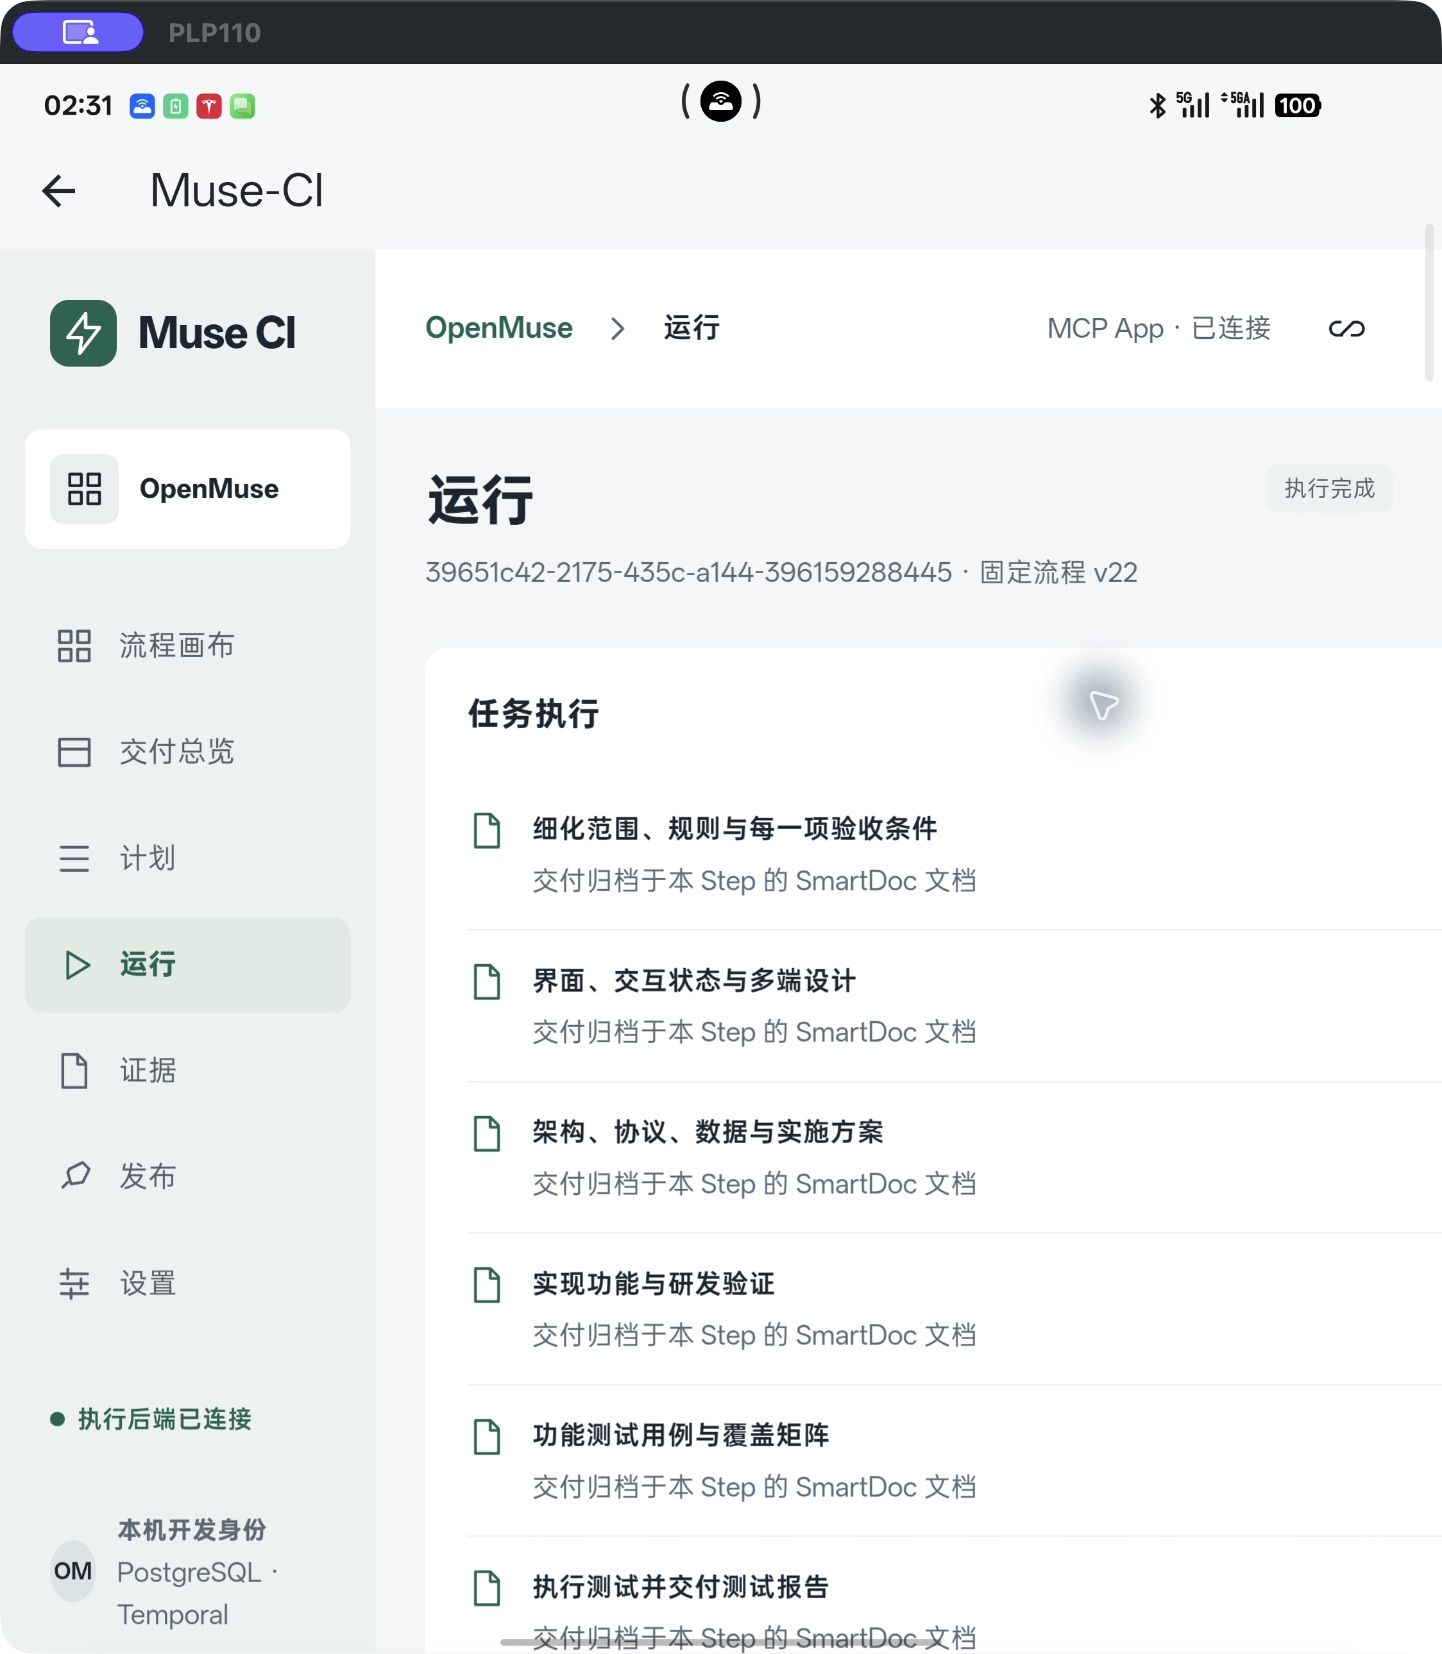 PLP110
02:31
5G
5GA
100
Muse-CI
Muse CI
OpenMuse
流程画布
交付总览
计划
运行
证据
发布
设置
执行后端已连接
OM
本机开发身份
PostgreSQL ·
Temporal
OpenMuse
运行
MCP App · 已连接
运行
执行完成
39651c42-2175-435c-a144-396159288445 · 固定流程 v22
任务执行
细化范围、规则与每一项验收条件
交付归档于本 Step 的 SmartDoc 文档
界面、交互状态与多端设计
交付归档于本 Step 的 SmartDoc 文档
架构、协议、数据与实施方案
交付归档于本 Step 的 SmartDoc 文档
实现功能与研发验证
交付归档于本 Step 的 SmartDoc 文档
功能测试用例与覆盖矩阵
交付归档于本 Step 的 SmartDoc 文档
执行测试并交付测试报告
交付归档于本 Step 的 SmartDoc 文档